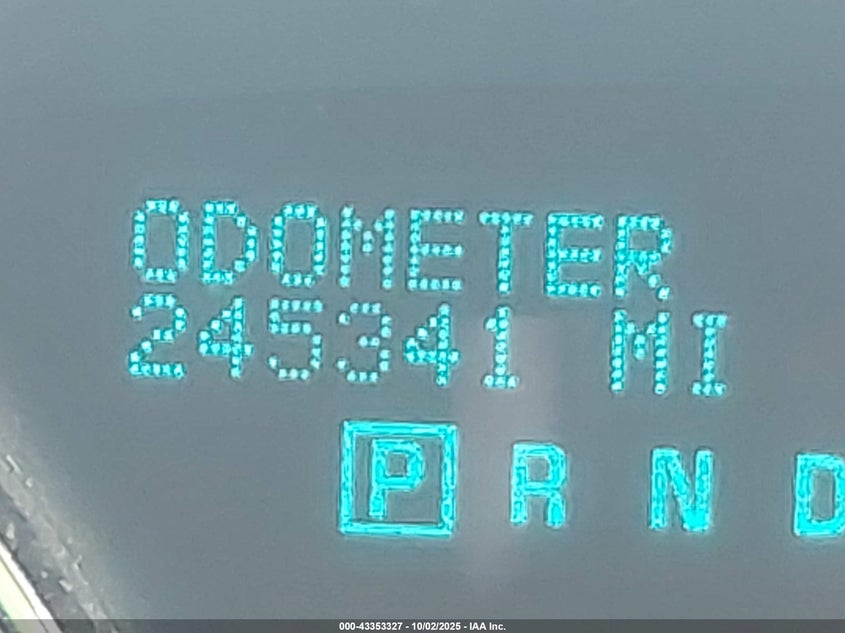 ODOMETER
245341 MI
P R N D
000-43353327 - 10/02/2025 - IAA Inc.